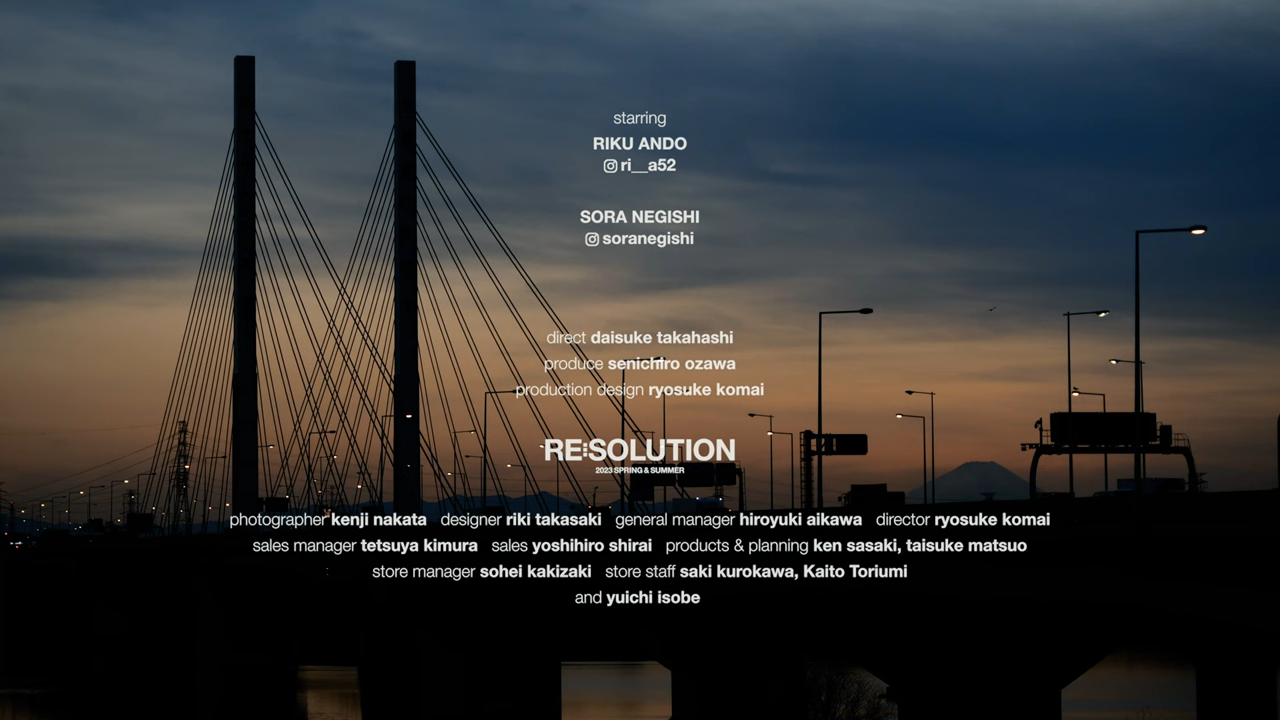 starring
RIKU ANDO
ri__a52
SORA NEGISHI
soranegishi
direct daisuke takahashi
produce senichiro ozawa
production design ryosuke komai
RE:SOLUTION
2023 SPRING & SUMMER
photographer kenji nakata designer riki takasaki general manager hiroyuki aikawa director ryosuke komai
sales manager tetsuya kimura sales yoshihiro shirai products & planning ken sasaki, taisuke matsuo
store manager sohei kakizaki store staff saki kurokawa, Kaito Toriumi
and yuichi isobe